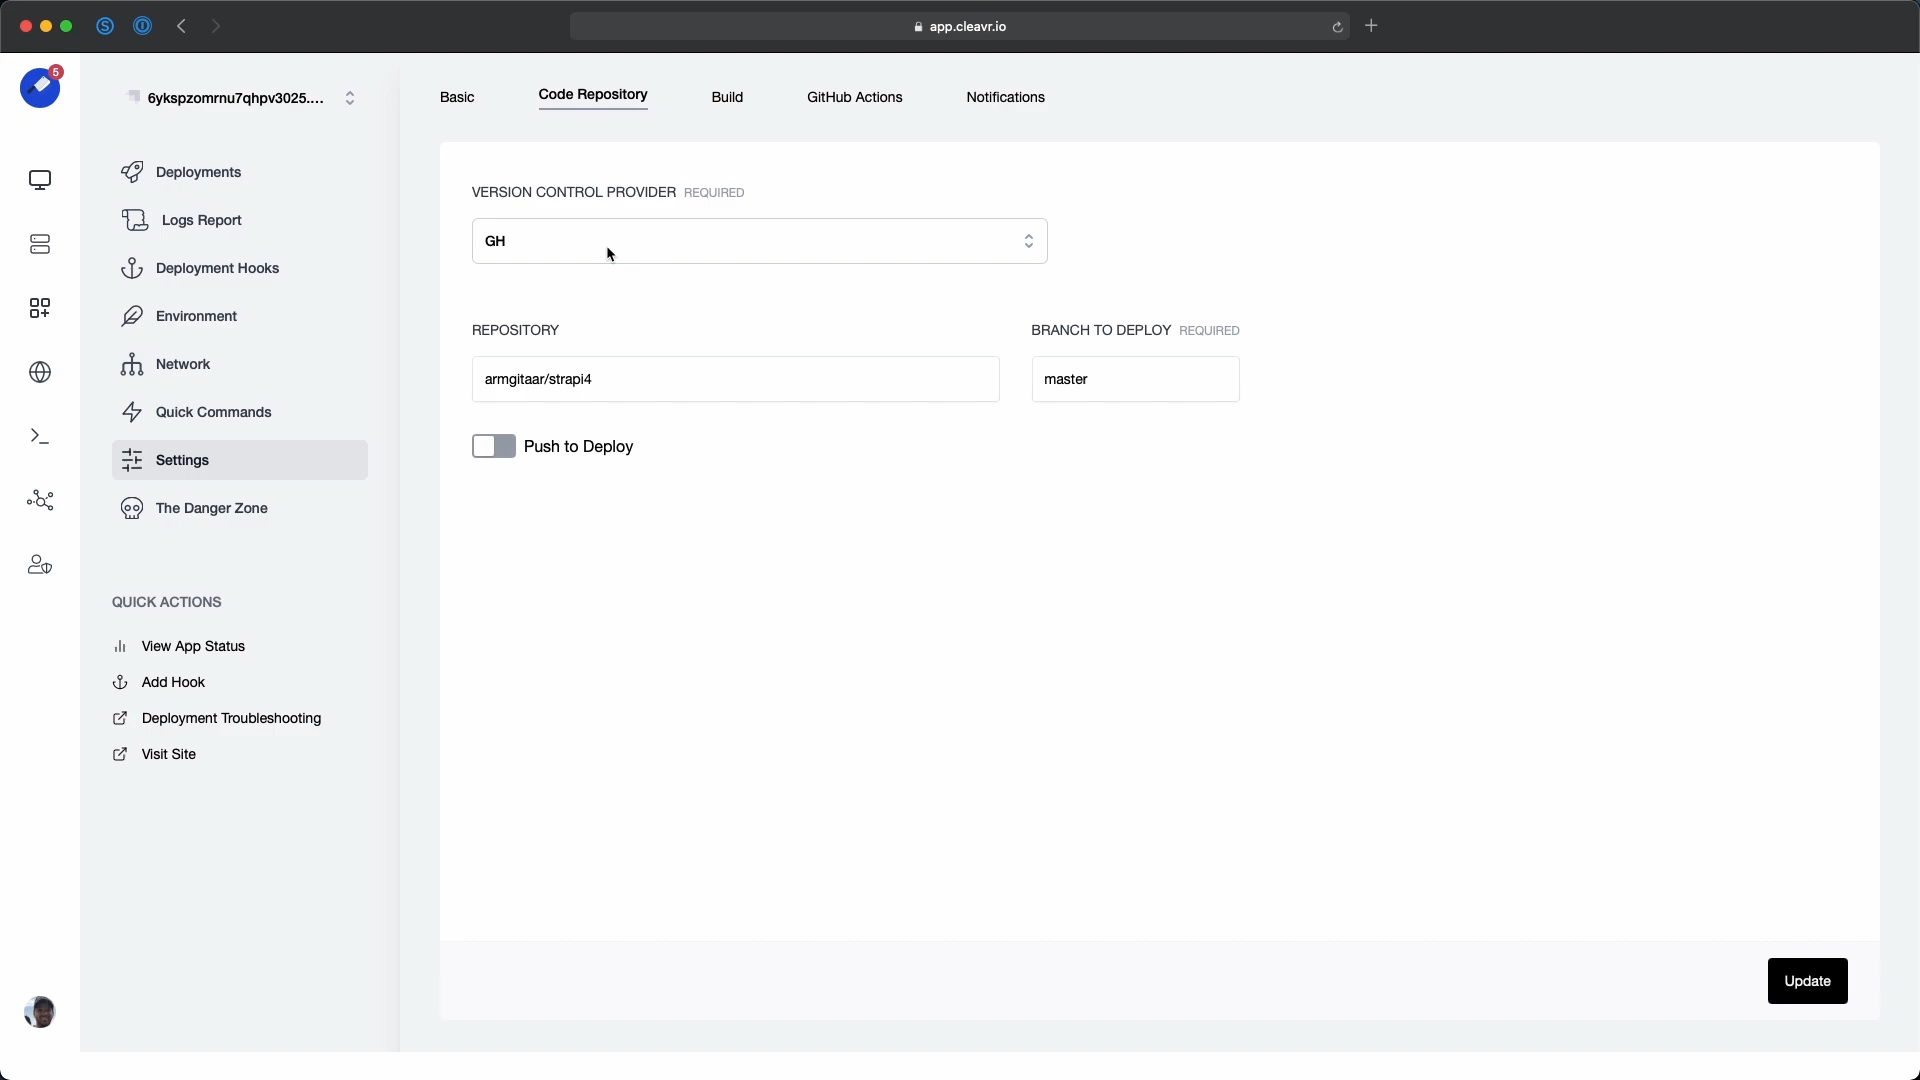 app.cleavr.io
5
6ykspzomrnu7qhpv3025....
Deployments
Logs Report
Deployment Hooks
Environment
Network
Quick Commands
Settings
The Danger Zone
QUICK ACTIONS
View App Status
Add Hook
Deployment Troubleshooting
Visit Site
Basic
Code Repository
Build
GitHub Actions
Notifications
VERSION CONTROL PROVIDER REQUIRED
GH
REPOSITORY
armgitaar/strapi4
BRANCH TO DEPLOY REQUIRED
master
Push to Deploy
Update